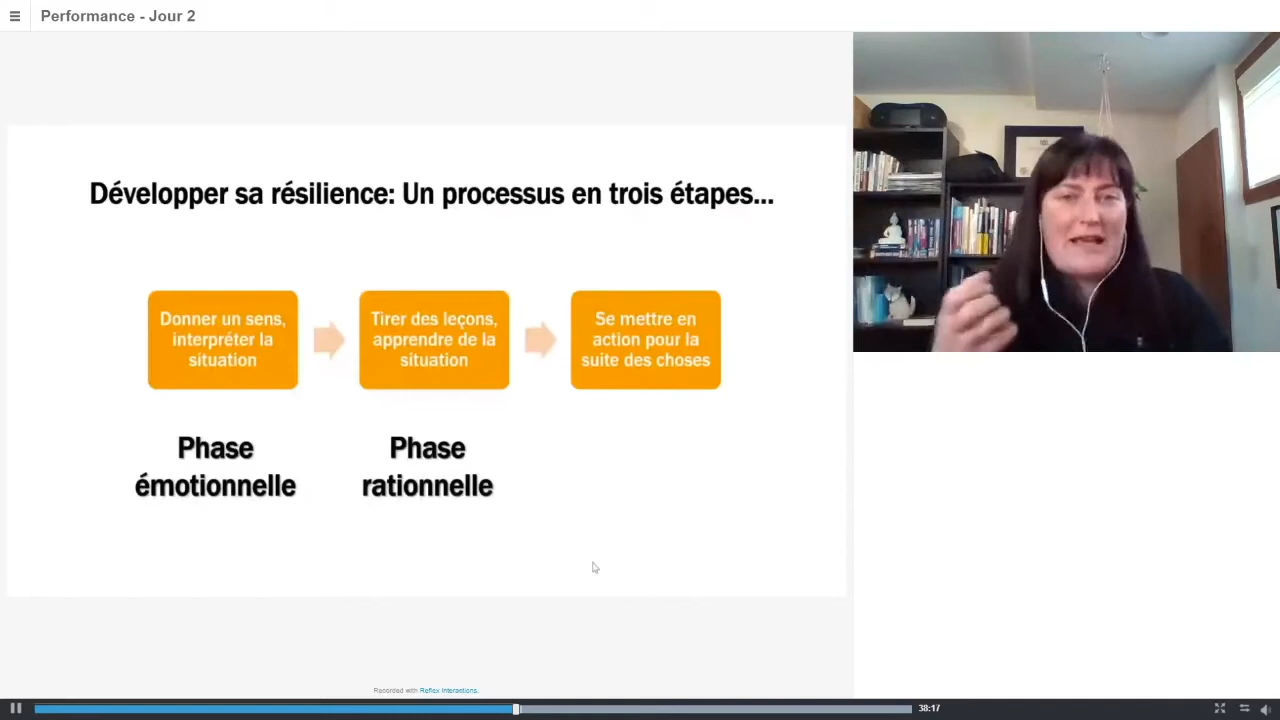 Performance - Jour 2
Développer sa résilience: Un processus en trois étapes...
Donner un sens,
interpréter la
situation
Tirer des leçons,
apprendre de la
situation
Se mettre en
action pour la
suite des choses
Phase
émotionnelle
Phase
rationnelle
Recorded with Reflex Interactions.
38:17